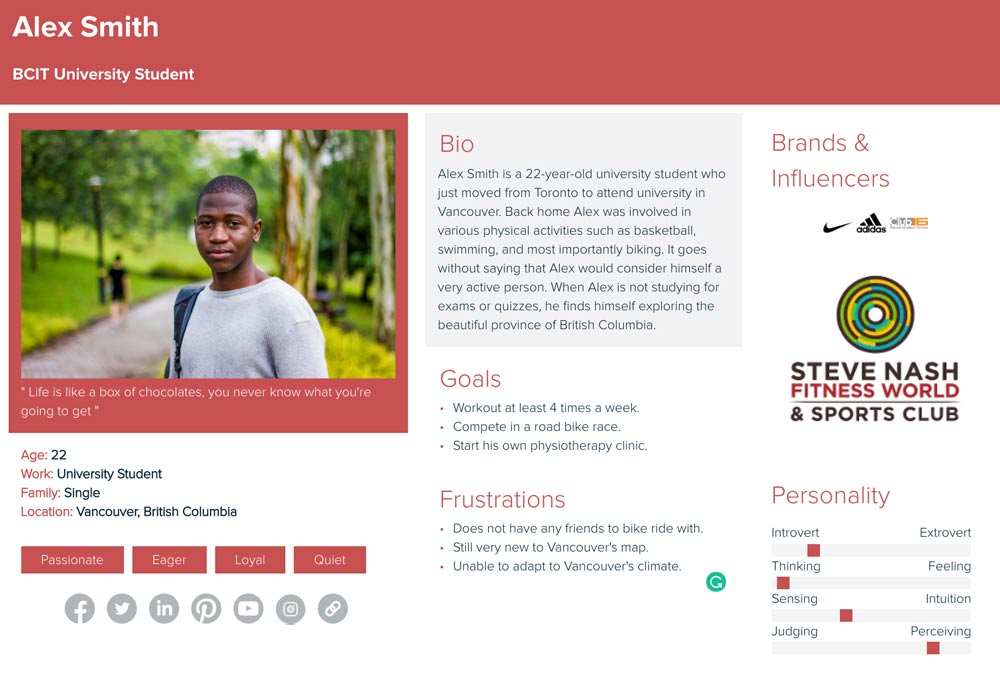 Alex Smith
BCIT University Student
" Life is like a box of chocolates, you never know what you're
going to get "
Age: 22
Work: University Student
Family: Single
Location: Vancouver, British Columbia
Passionate
Eager
Loyal
Quiet
Bio
Alex Smith is a 22-year-old university student who
just moved from Toronto to attend university in
Vancouver. Back home Alex was involved in
various physical activities such as basketball,
swimming, and most importantly biking. It goes
without saying that Alex would consider himself a
very active person. When Alex is not studying for
exams or quizzes, he finds himself exploring the
beautiful province of British Columbia.
Goals
• Workout at least 4 times a week.
• Compete in a road bike race.
• Start his own physiotherapy clinic.
Frustrations
• Does not have any friends to bike ride with.
• Still very new to Vancouver's map.
• Unable to adapt to Vancouver's climate.
Brands &
Influencers
adidas
Club16
STEVE NASH
FITNESS WORLD
& SPORTS CLUB
Personality
Introvert Extrovert
Thinking Feeling
Sensing Intuition
Judging Perceiving